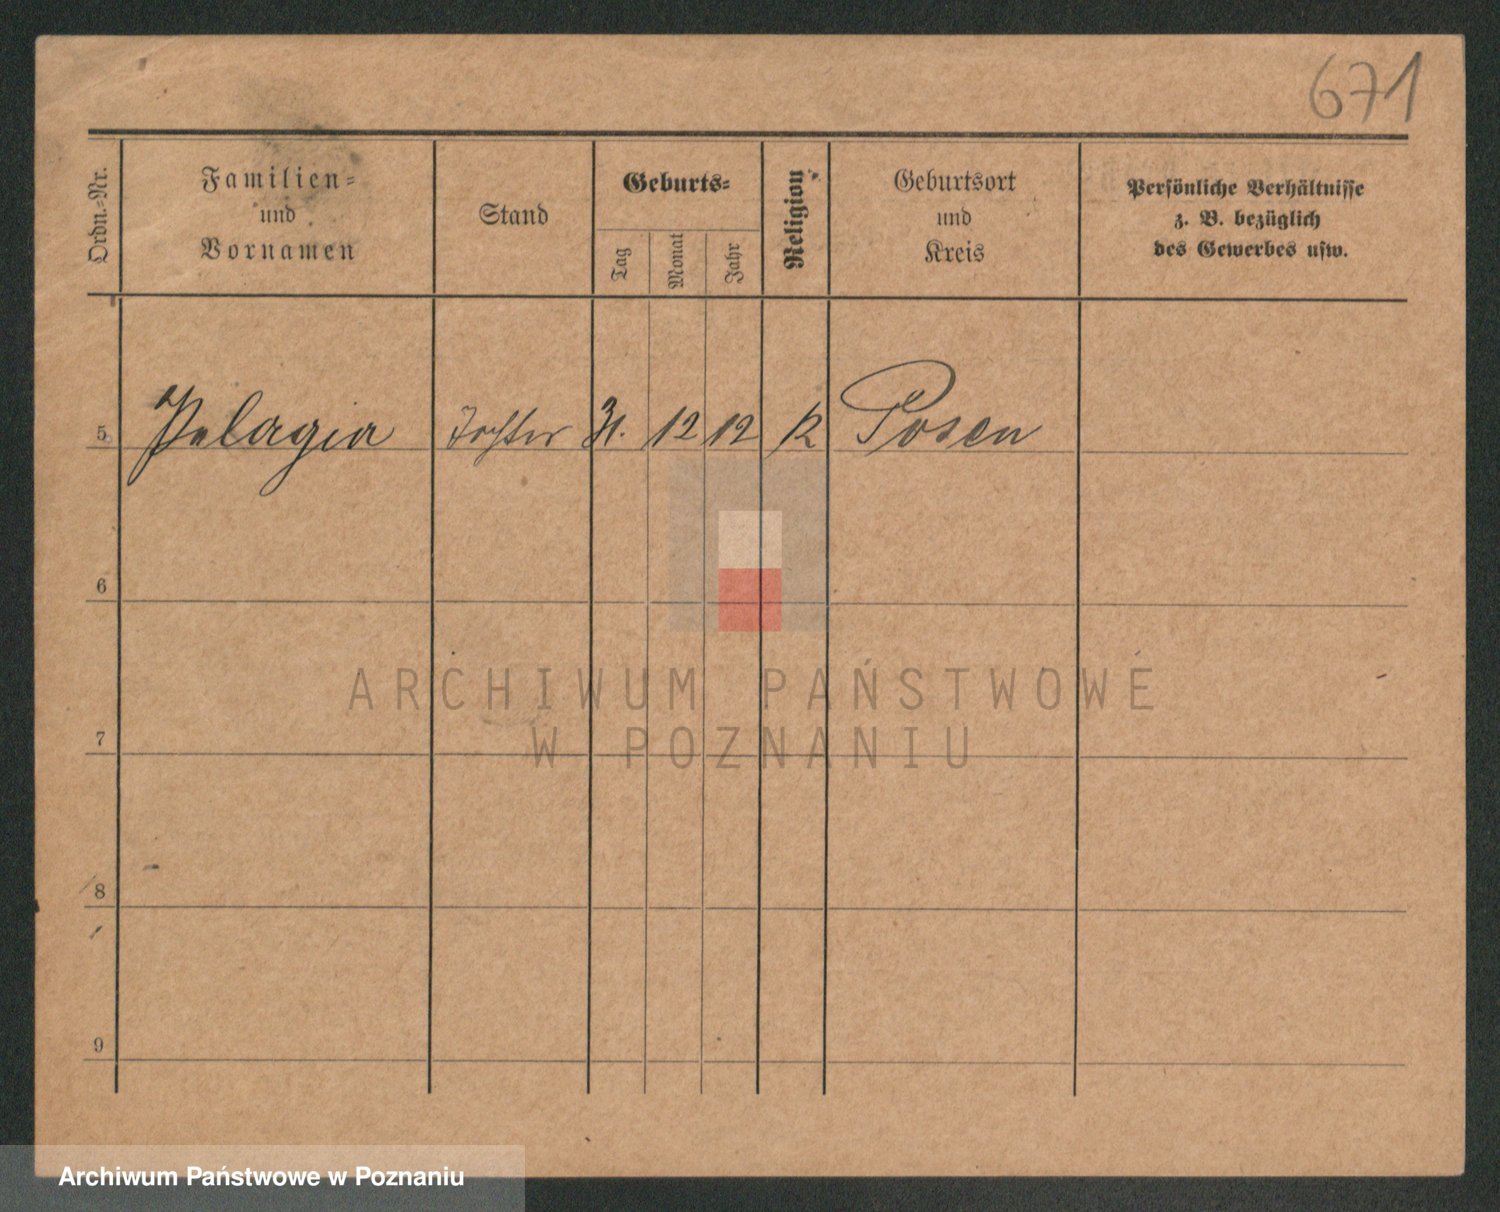 671
Ordn.-Nr.
Familien-
und
Vornamen
Stand
Geburts-
Tag
Monat
Jahr
Religion
Geburtsort
und
Kreis
Persönliche Verhältnisse
z. B. bezüglich
des Gewerbes usw.
5 Pelagia Tochter 31. 12 12 K Posen
6
7
8
9
ARCHIWUM PAŃSTWOWE
W POZNANIU
Archiwum Państwowe w Poznaniu